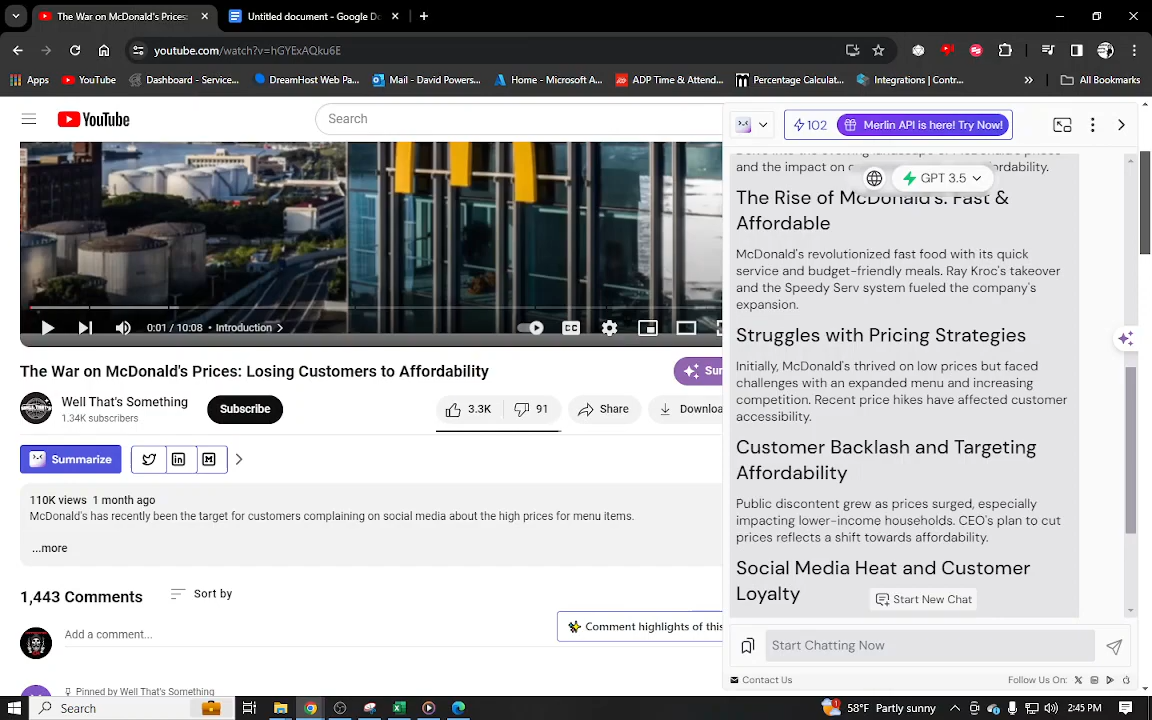 The War on McDonald's Prices:
Untitled document - Google Do
youtube.com/watch?v=hGYExAQku6E
Apps
YouTube
Dashboard - Service...
DreamHost Web Pa...
Mail - David Powers...
Home - Microsoft A...
ADP Time & Attend...
Percentage Calculat...
Integrations | Contr...
»
All Bookmarks
YouTube
Search
0:01 / 10:08 • Introduction
CC
The War on McDonald's Prices: Losing Customers to Affordability
Sur
Well That's Something
1.34K subscribers
Subscribe
3.3K
91
Share
Downloa
Summarize
110K views 1 month ago
McDonald's has recently been the target for customers complaining on social media about the high prices for menu items.
...more
1,443 Comments
Sort by
Add a comment...
Comment highlights of this
Pinned by Well That's Something
102
Merlin API is here! Try Now!
and the impact on
GPT 3.5
The Rise of McDonald's: Fast &
Affordable
McDonald's revolutionized fast food with its quick
service and budget-friendly meals. Ray Kroc's takeover
and the Speedy Serv system fueled the company's
expansion.
Struggles with Pricing Strategies
Initially, McDonald's thrived on low prices but faced
challenges with an expanded menu and increasing
competition. Recent price hikes have affected customer
accessibility.
Customer Backlash and Targeting
Affordability
Public discontent grew as prices surged, especially
impacting lower-income households. CEO's plan to cut
prices reflects a shift towards affordability.
Social Media Heat and Customer
Loyalty
Start New Chat
Start Chatting Now
Contact Us
Follow Us On:
Search
58°F Partly sunny
2:45 PM